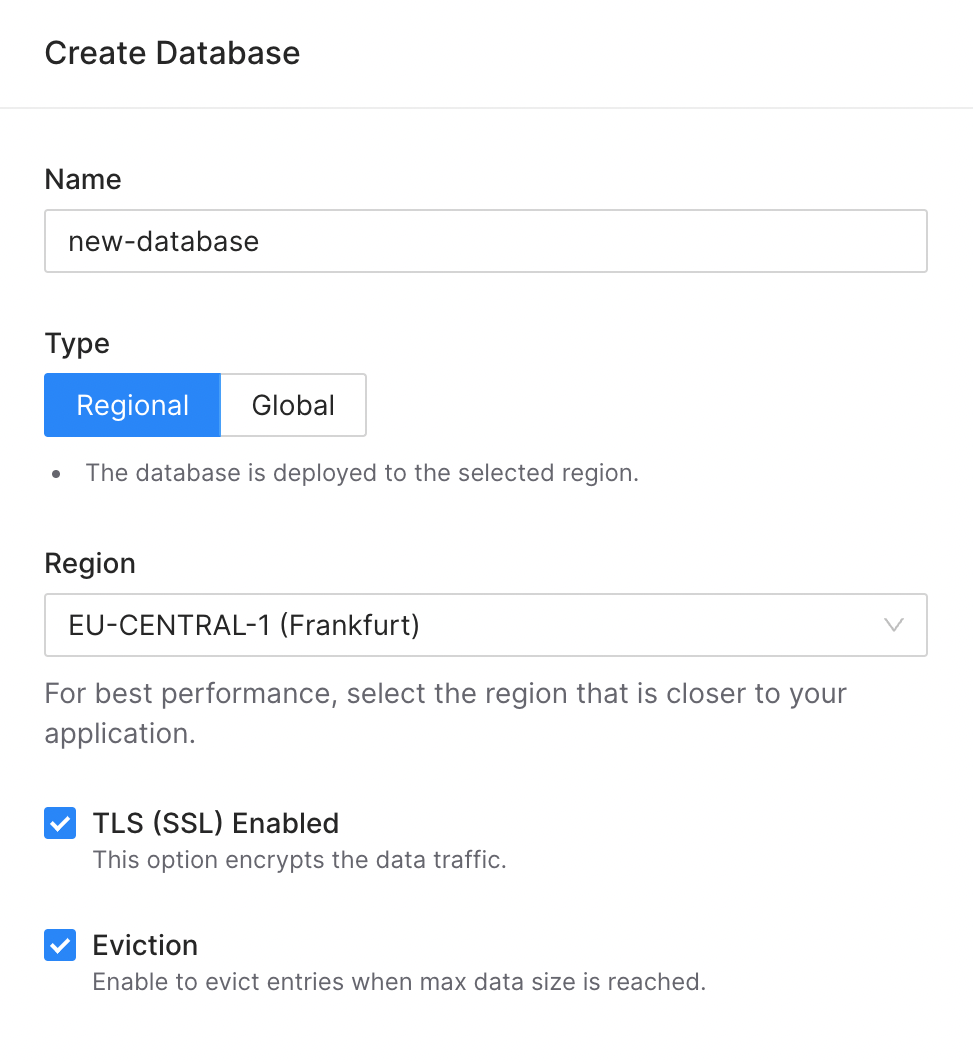 Create Database
Name
new-database
Type
Regional Global
• The database is deployed to the selected region.
Region
EU-CENTRAL-1 (Frankfurt)
For best performance, select the region that is closer to your
application.
TLS (SSL) Enabled
This option encrypts the data traffic.
Eviction
Enable to evict entries when max data size is reached.